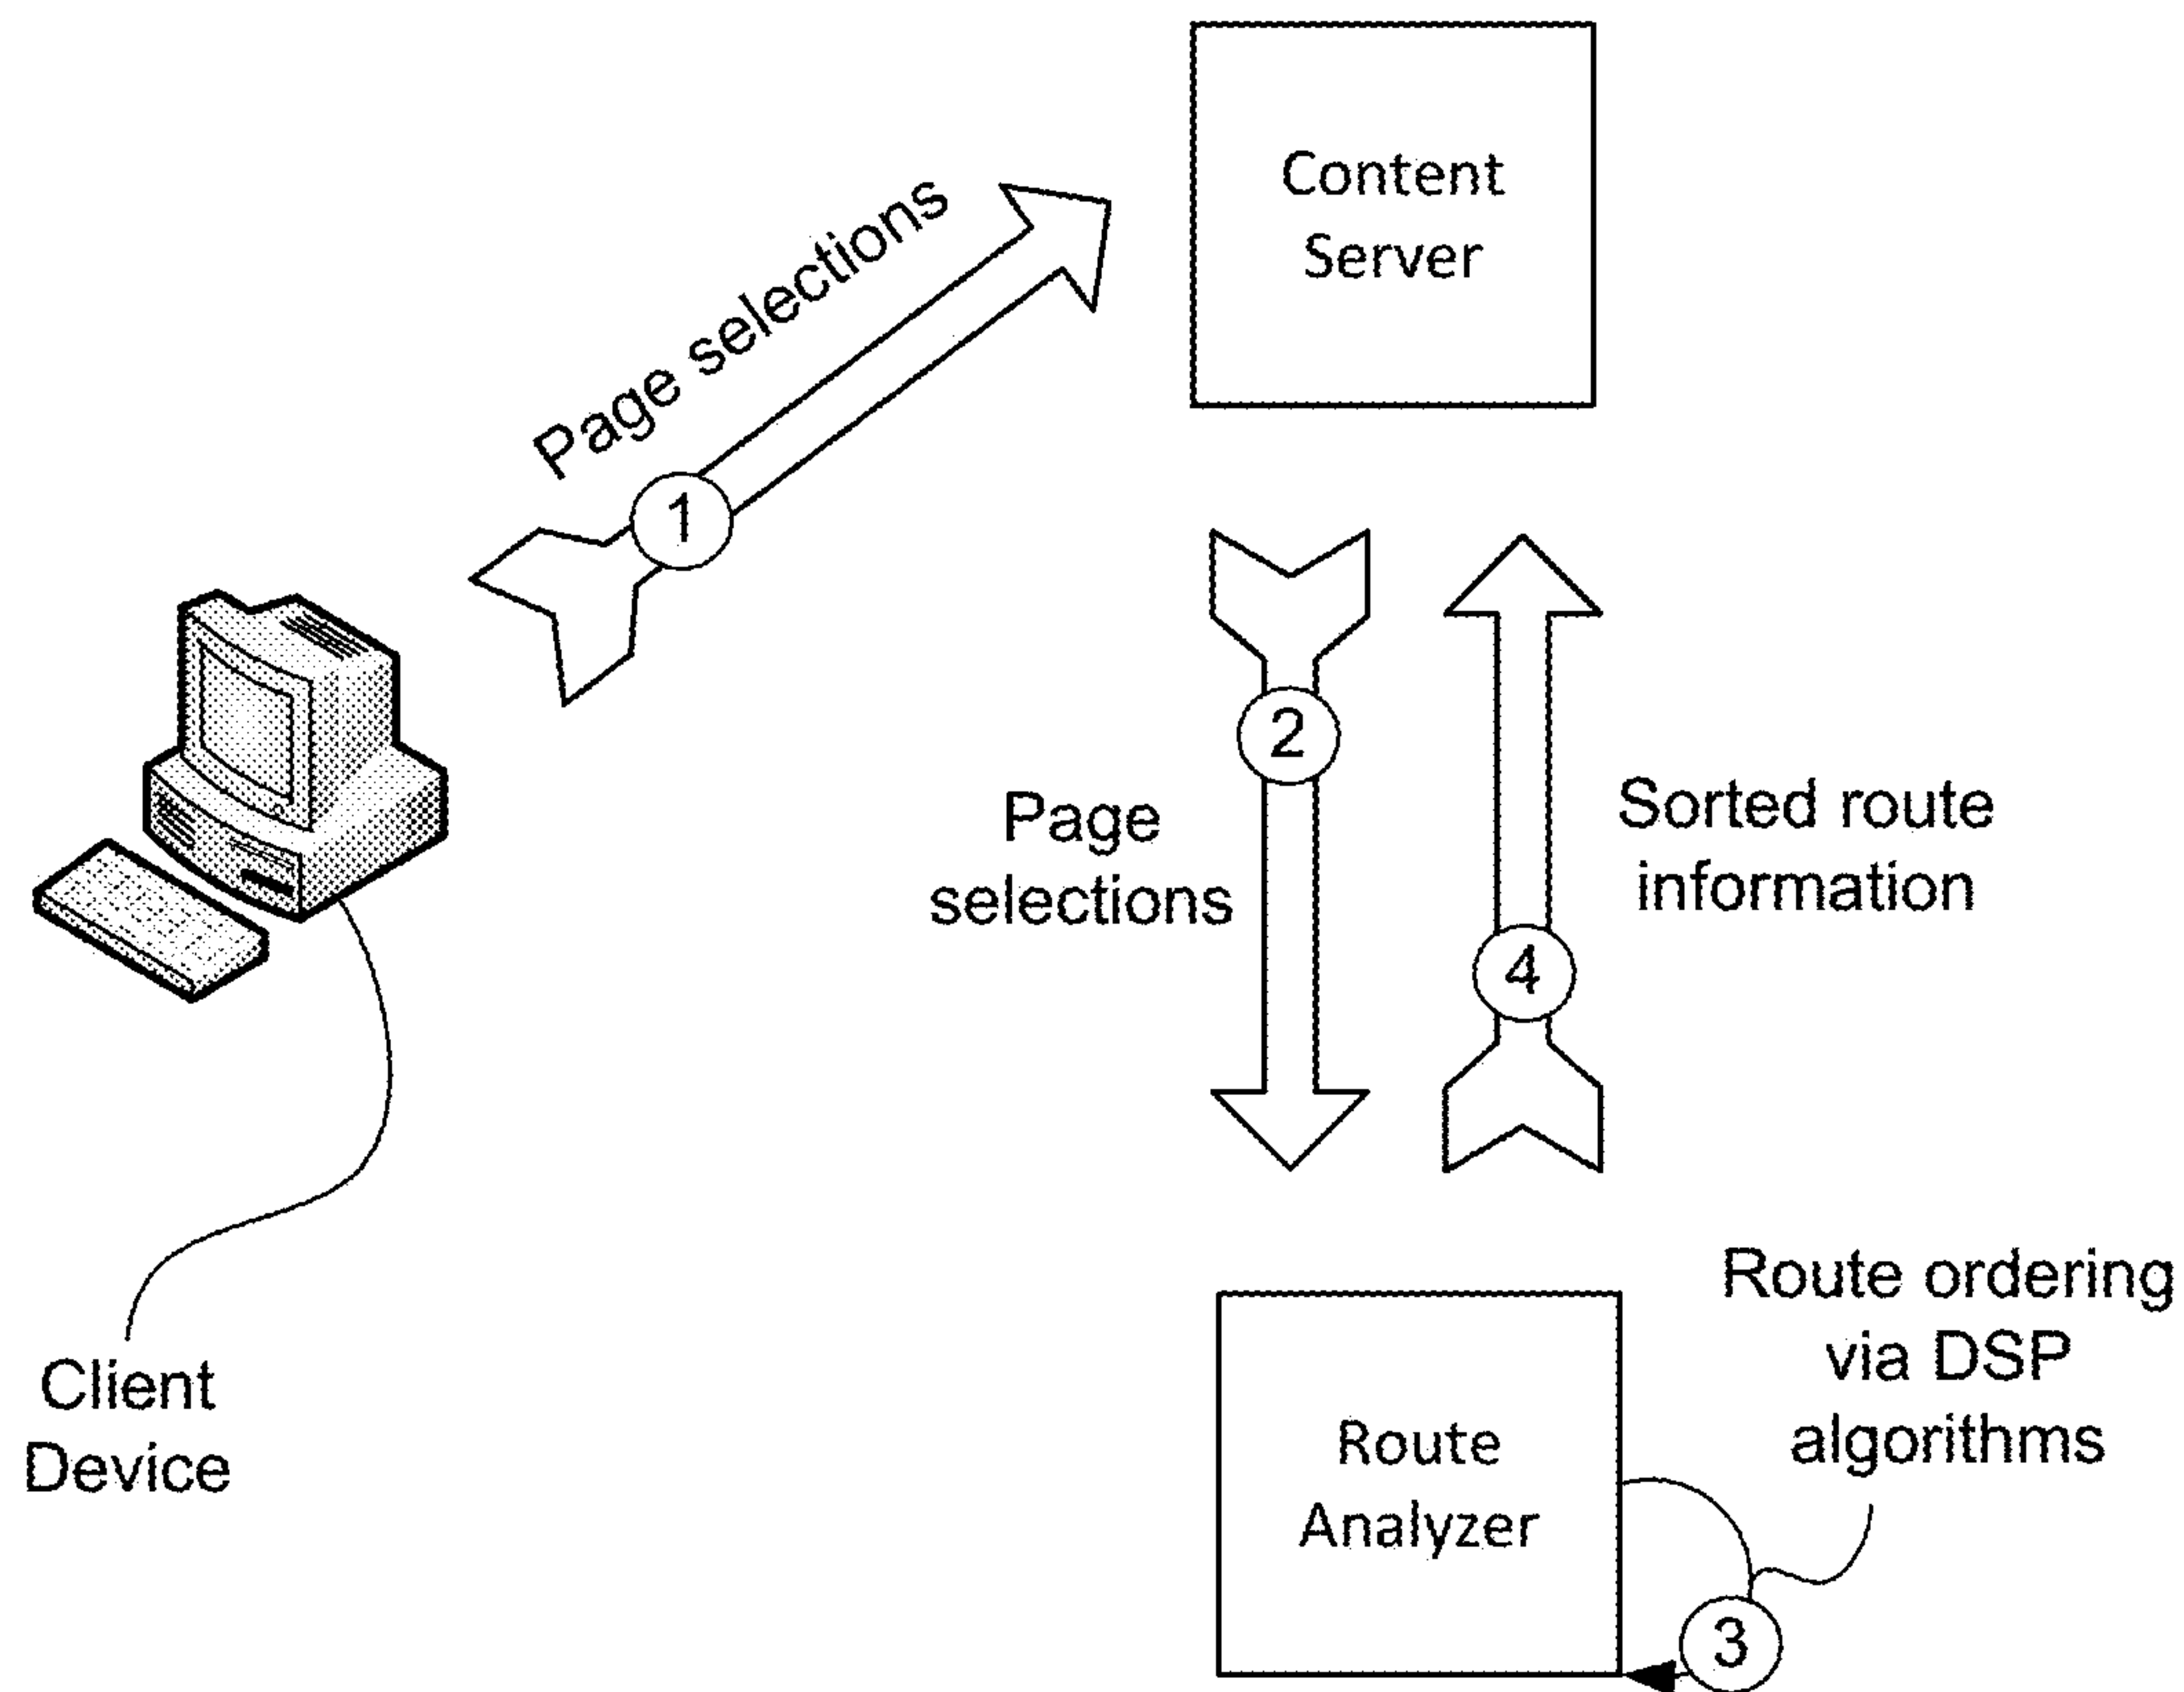 Content
Server
Page selections
1
2
Page
selections
4
Sorted route
information
Client
Device
Route
Analyzer
Route ordering
via DSP
algorithms
3